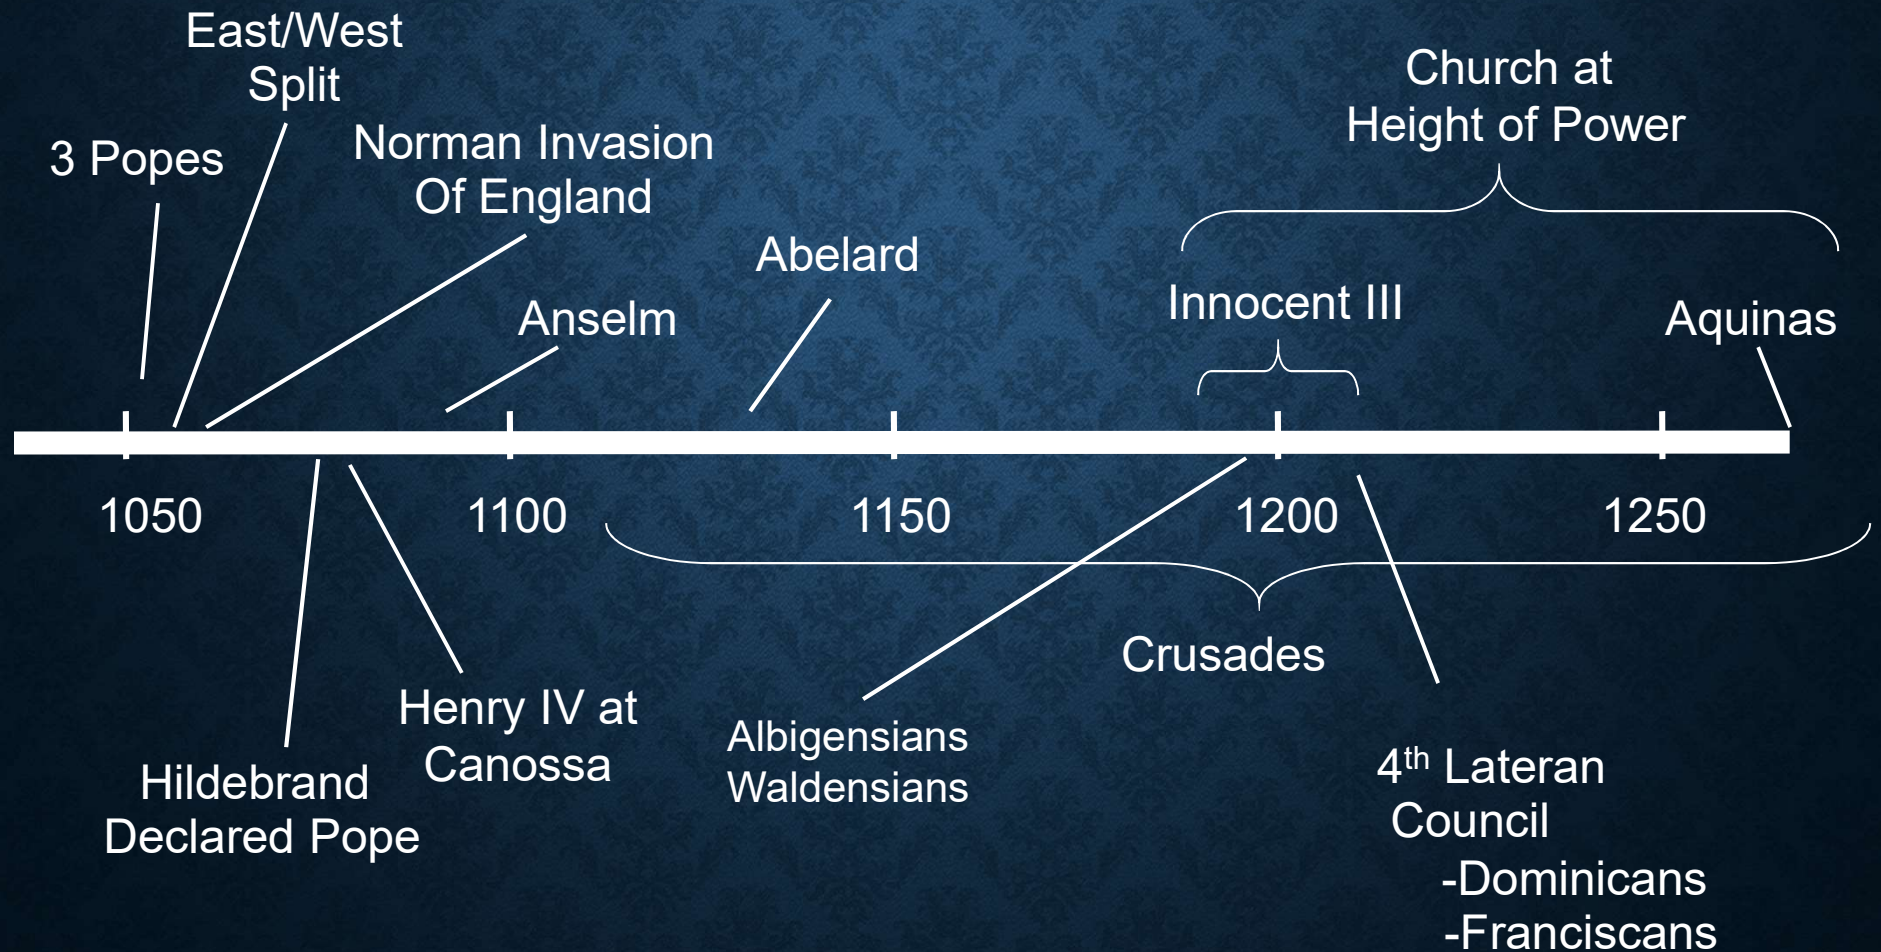 East/West
Split
3 Popes
Norman Invasion
Of England
Church at
Height of Power
Abelard
Anselm
Innocent III
Aquinas
1050
1100
1150
1200
1250
Crusades
Henry IV at
Canossa
Hildebrand
Declared Pope
Albigensians
Waldensians
4th Lateran
Council
-Dominicans
-Franciscans